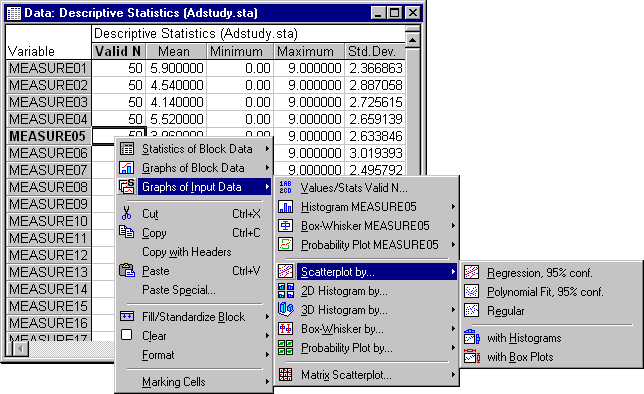 Data: Descriptive Statistics (Adstudy.sta)
Descriptive Statistics (Adstudy.sta)
Variable Valid N Mean Minimum Maximum Std.Dev.
MEASURE01 50 5.900000 0.00 9.000000 2.366863
MEASURE02 50 4.540000 0.00 9.000000 2.887058
MEASURE03 50 4.140000 0.00 9.000000 2.725615
MEASURE04 50 5.520000 0.00 9.000000 2.659139
MEASURE05 50 3.960000 0.00 9.000000 2.633846
MEASURE06 9.000000 3.019393
MEASURE07 9.000000 2.495792
MEASURE08
MEASURE09
MEASURE10
MEASURE11
MEASURE12
MEASURE13
MEASURE14
MEASURE15
MEASURE16
MEASURE17
Statistics of Block Data
Graphs of Block Data
Graphs of Input Data
Cut Ctrl+X
Copy Ctrl+C
Copy with Headers
Paste Ctrl+V
Paste Special...
Fill/Standardize Block
Clear
Format
Marking Cells
Values/Stats Valid N...
Histogram MEASURE05
Box-Whisker MEASURE05
Probability Plot MEASURE05
Scatterplot by...
2D Histogram by...
3D Histogram by...
Box-Whisker by...
Probability Plot by...
Matrix Scatterplot...
Regression, 95% conf.
Polynomial Fit, 95% conf.
Regular
with Histograms
with Box Plots